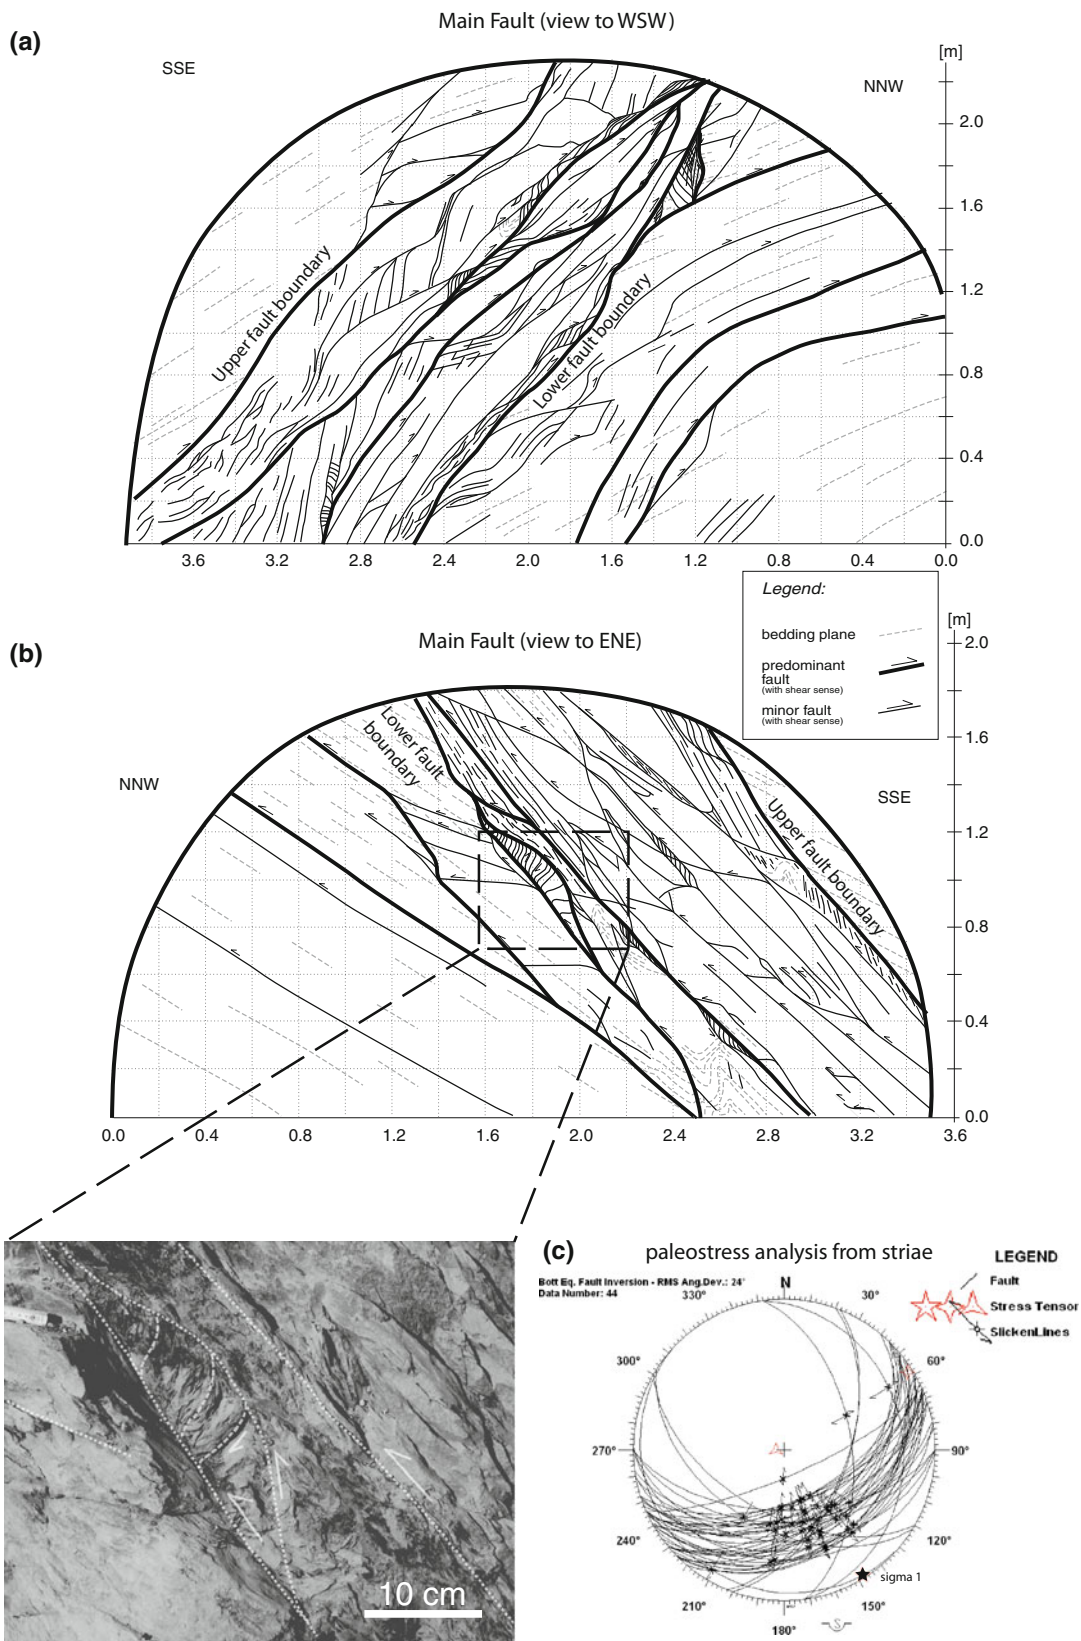 Main Fault (view to WSW)
(a)
SSE
NNW
[m]
2.0
1.6
1.2
0.8
0.4
0.0
Upper fault boundary
Lower fault boundary
3.6 3.2 2.8 2.4 2.0 1.6 1.2 0.8 0.4 0.0
Legend:
bedding plane
predominant
fault
(with shear sense)
minor fault
(with shear sense)
Main Fault (view to ENE)
(b)
NNW
SSE
[m]
2.0
1.6
1.2
0.8
0.4
0.0
Lower fault
boundary
Upper fault boundary
0.0 0.4 0.8 1.2 1.6 2.0 2.4 2.8 3.2 3.6
10 cm
(c)
paleostress analysis from striae
LEGEND
Fault
Stress Tensor
SlickenLines
Bott Eq. Fault Inversion - RMS Ang.Dev.: 24°
Data Number: 44
N
330° 30°
300° 60°
270° 90°
240° 120°
210° 150°
180°
sigma 1
S